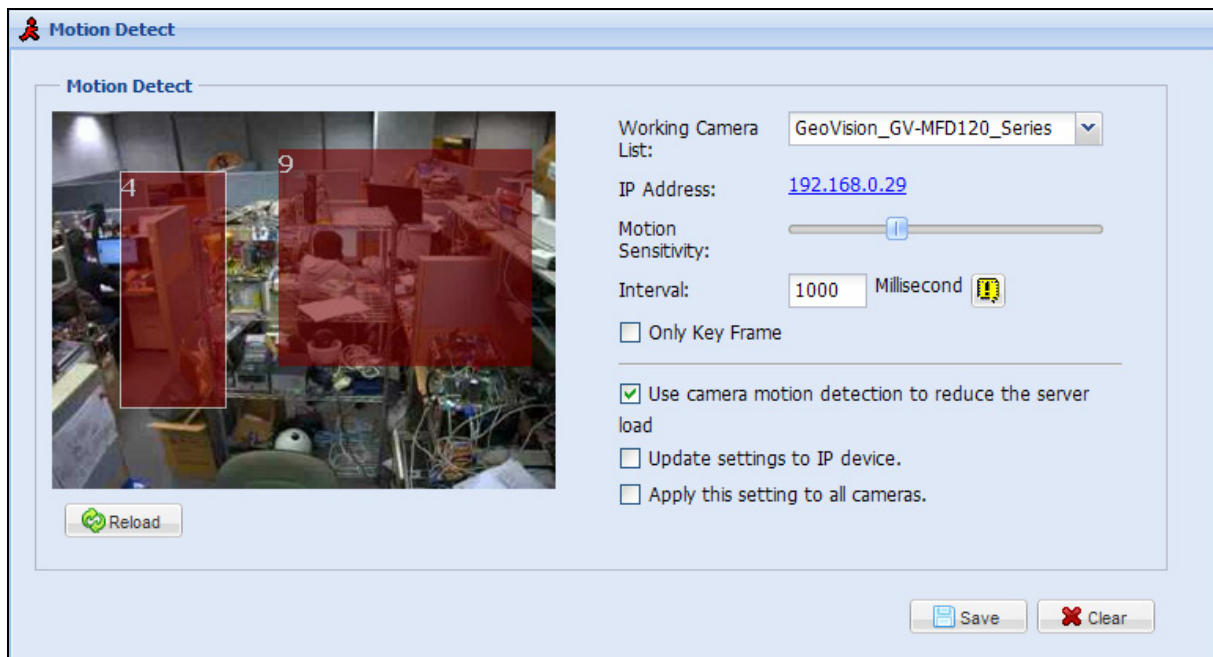 Motion Detect
Motion Detect
4
9
Reload
Working Camera
List:
GeoVision_GV-MFD120_Series
IP Address:
192.168.0.29
Motion
Sensitivity:
Interval:
1000 Millisecond
Only Key Frame
Use camera motion detection to reduce the server
load
Update settings to IP device.
Apply this setting to all cameras.
Save
Clear